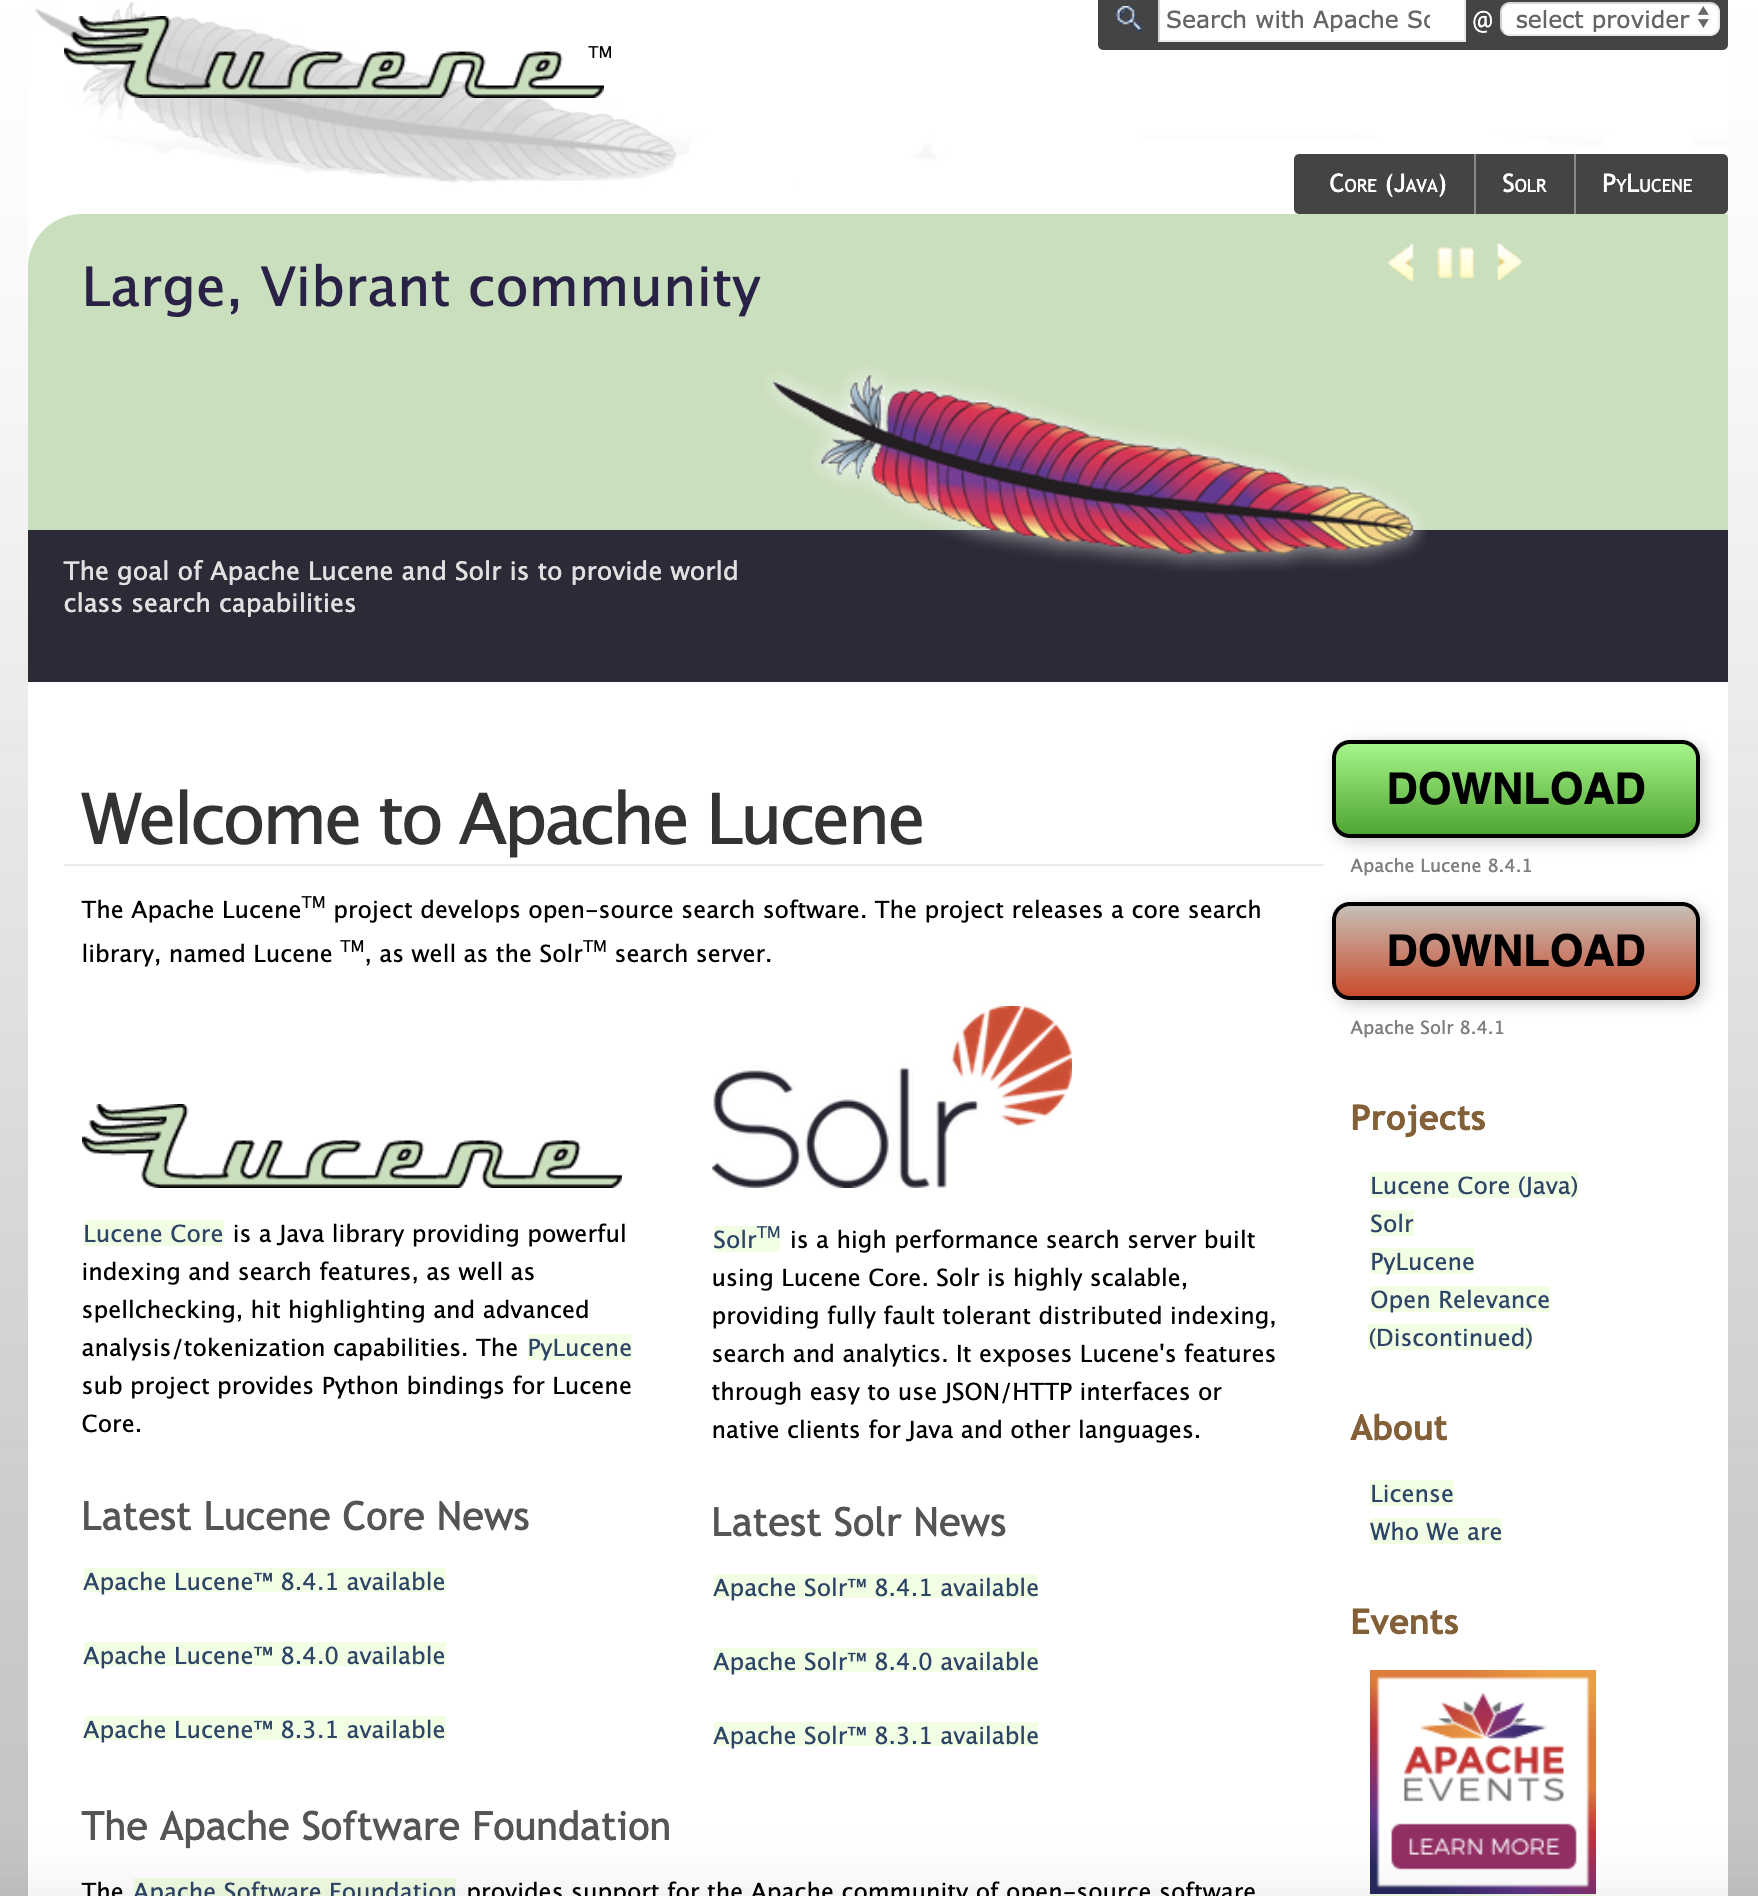 Lucene ™
Search with Apache So @ select provider
Core (Java) Solr PyLucene
Large, Vibrant community
The goal of Apache Lucene and Solr is to provide world
class search capabilities
Welcome to Apache Lucene
The Apache Lucene™ project develops open-source search software. The project releases a core search
library, named Lucene ™, as well as the Solr™ search server.
Lucene
Lucene Core is a Java library providing powerful
indexing and search features, as well as
spellchecking, hit highlighting and advanced
analysis/tokenization capabilities. The PyLucene
sub project provides Python bindings for Lucene
Core.
Latest Lucene Core News
Apache Lucene™ 8.4.1 available
Apache Lucene™ 8.4.0 available
Apache Lucene™ 8.3.1 available
Solr
Solr™ is a high performance search server built
using Lucene Core. Solr is highly scalable,
providing fully fault tolerant distributed indexing,
search and analytics. It exposes Lucene's features
through easy to use JSON/HTTP interfaces or
native clients for Java and other languages.
Latest Solr News
Apache Solr™ 8.4.1 available
Apache Solr™ 8.4.0 available
Apache Solr™ 8.3.1 available
The Apache Software Foundation
The Apache Software Foundation provides support for the Apache community of open-source software
DOWNLOAD
Apache Lucene 8.4.1
DOWNLOAD
Apache Solr 8.4.1
Projects
Lucene Core (Java)
Solr
PyLucene
Open Relevance
(Discontinued)
About
License
Who We are
Events
APACHE
EVENTS
LEARN MORE